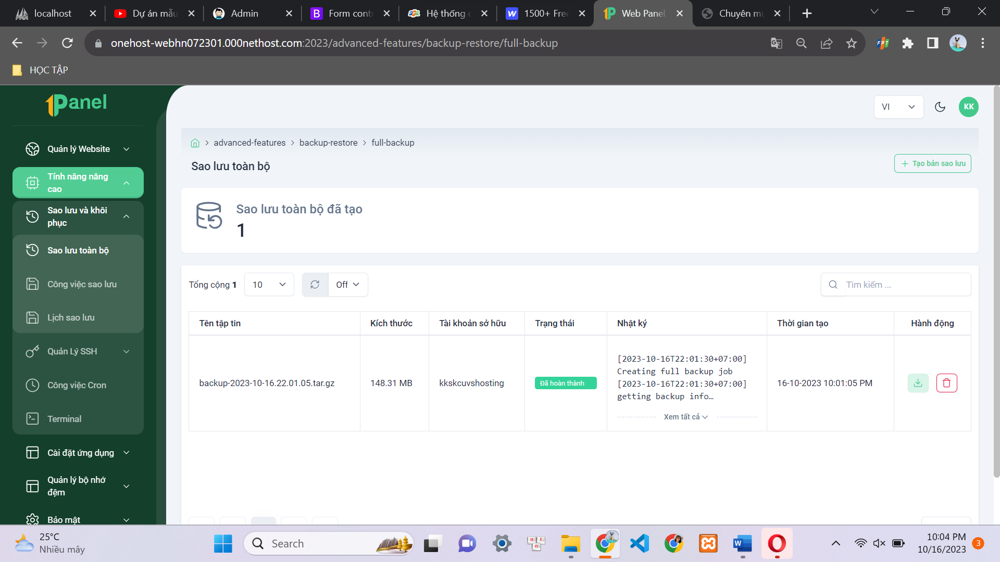 localhost
Dự án mẫu
Admin
Form contr
Hệ thống c
1500+ Free
Web Panel
Chuyên mụ
onehost-webhn072301.000nethost.com:2023/advanced-features/backup-restore/full-backup
HỌC TẬP
1Panel
VI
KK
Quản lý Website
Tính năng nâng
cao
Sao lưu và khôi
phục
Sao lưu toàn bộ
Công việc sao lưu
Lịch sao lưu
Quản Lý SSH
Công việc Cron
Terminal
Cài đặt ứng dụng
Quản lý bộ nhớ
đệm
Bảo mật
advanced-features > backup-restore > full-backup
Sao lưu toàn bộ
Tạo bản sao lưu
Sao lưu toàn bộ đã tạo
1
Tổng cộng 1
10
Off
Tìm kiếm ...
Tên tập tin Kích thước Tài khoản sở hữu Trạng thái Nhật ký Thời gian tạo Hành động
backup-2023-10-16.22.01.05.tar.gz 148.31 MB kkskcuvshosting Đã hoàn thành
[2023-10-16T22:01:30+07:00]
Creating full backup job
[2023-10-16T22:01:30+07:00]
getting backup info…
Xem tất cả
16-10-2023 10:01:05 PM
25°C
Nhiều mây
Search
10:04 PM
10/16/2023
3